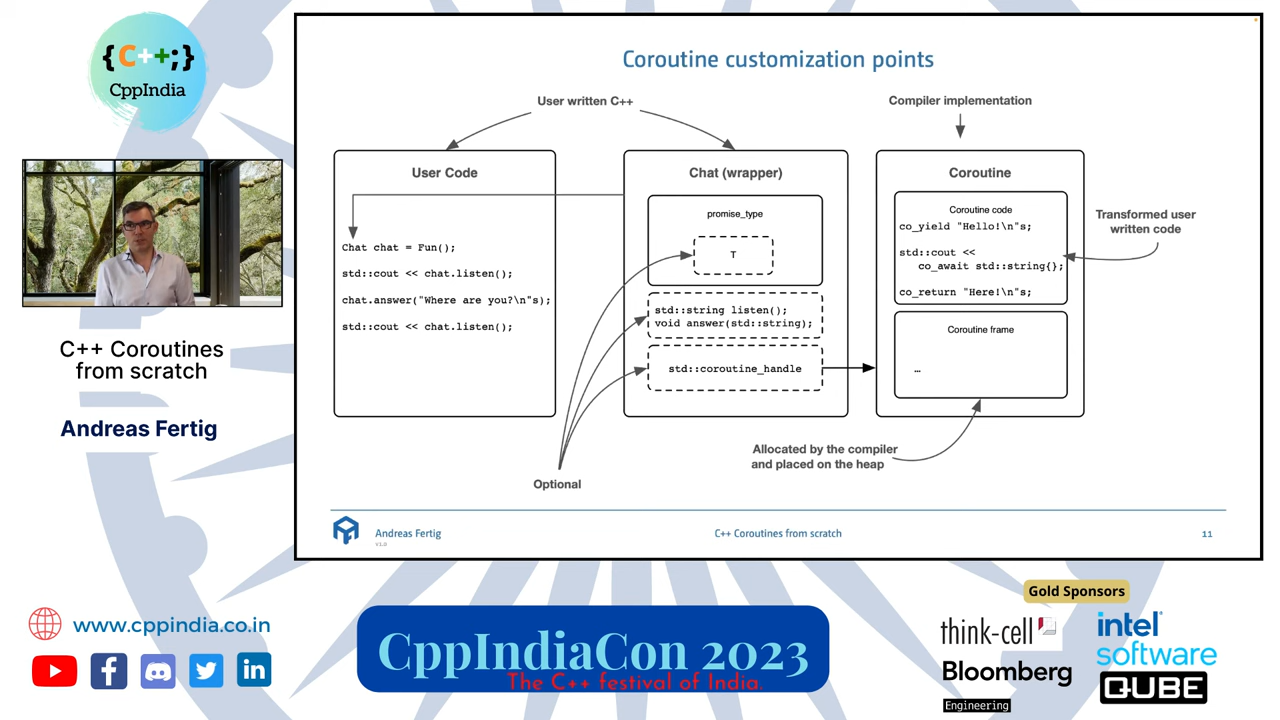 {C++;}
CppIndia
C++ Coroutines
from scratch
Andreas Fertig
Coroutine customization points
User written C++
Compiler implementation
User Code
Chat chat = Fun();
std::cout << chat.listen();
chat.answer("Where are you?\n"s);
std::cout << chat.listen();
Chat (wrapper)
promise_type
T
std::string listen();
void answer(std::string);
std::coroutine_handle
Coroutine
Coroutine code
co_yield "Hello!\n"s;
std::cout <<
co_await std::string{};
co_return "Here!\n"s;
Coroutine frame
…
Transformed user
written code
Allocated by the compiler
and placed on the heap
Optional
Andreas Fertig
v1.0
C++ Coroutines from scratch
11
www.cppindia.co.in
CppIndiaCon 2023
The C++ festival of India.
Gold Sponsors
think-cell
intel
software
Bloomberg
Engineering
QUBE